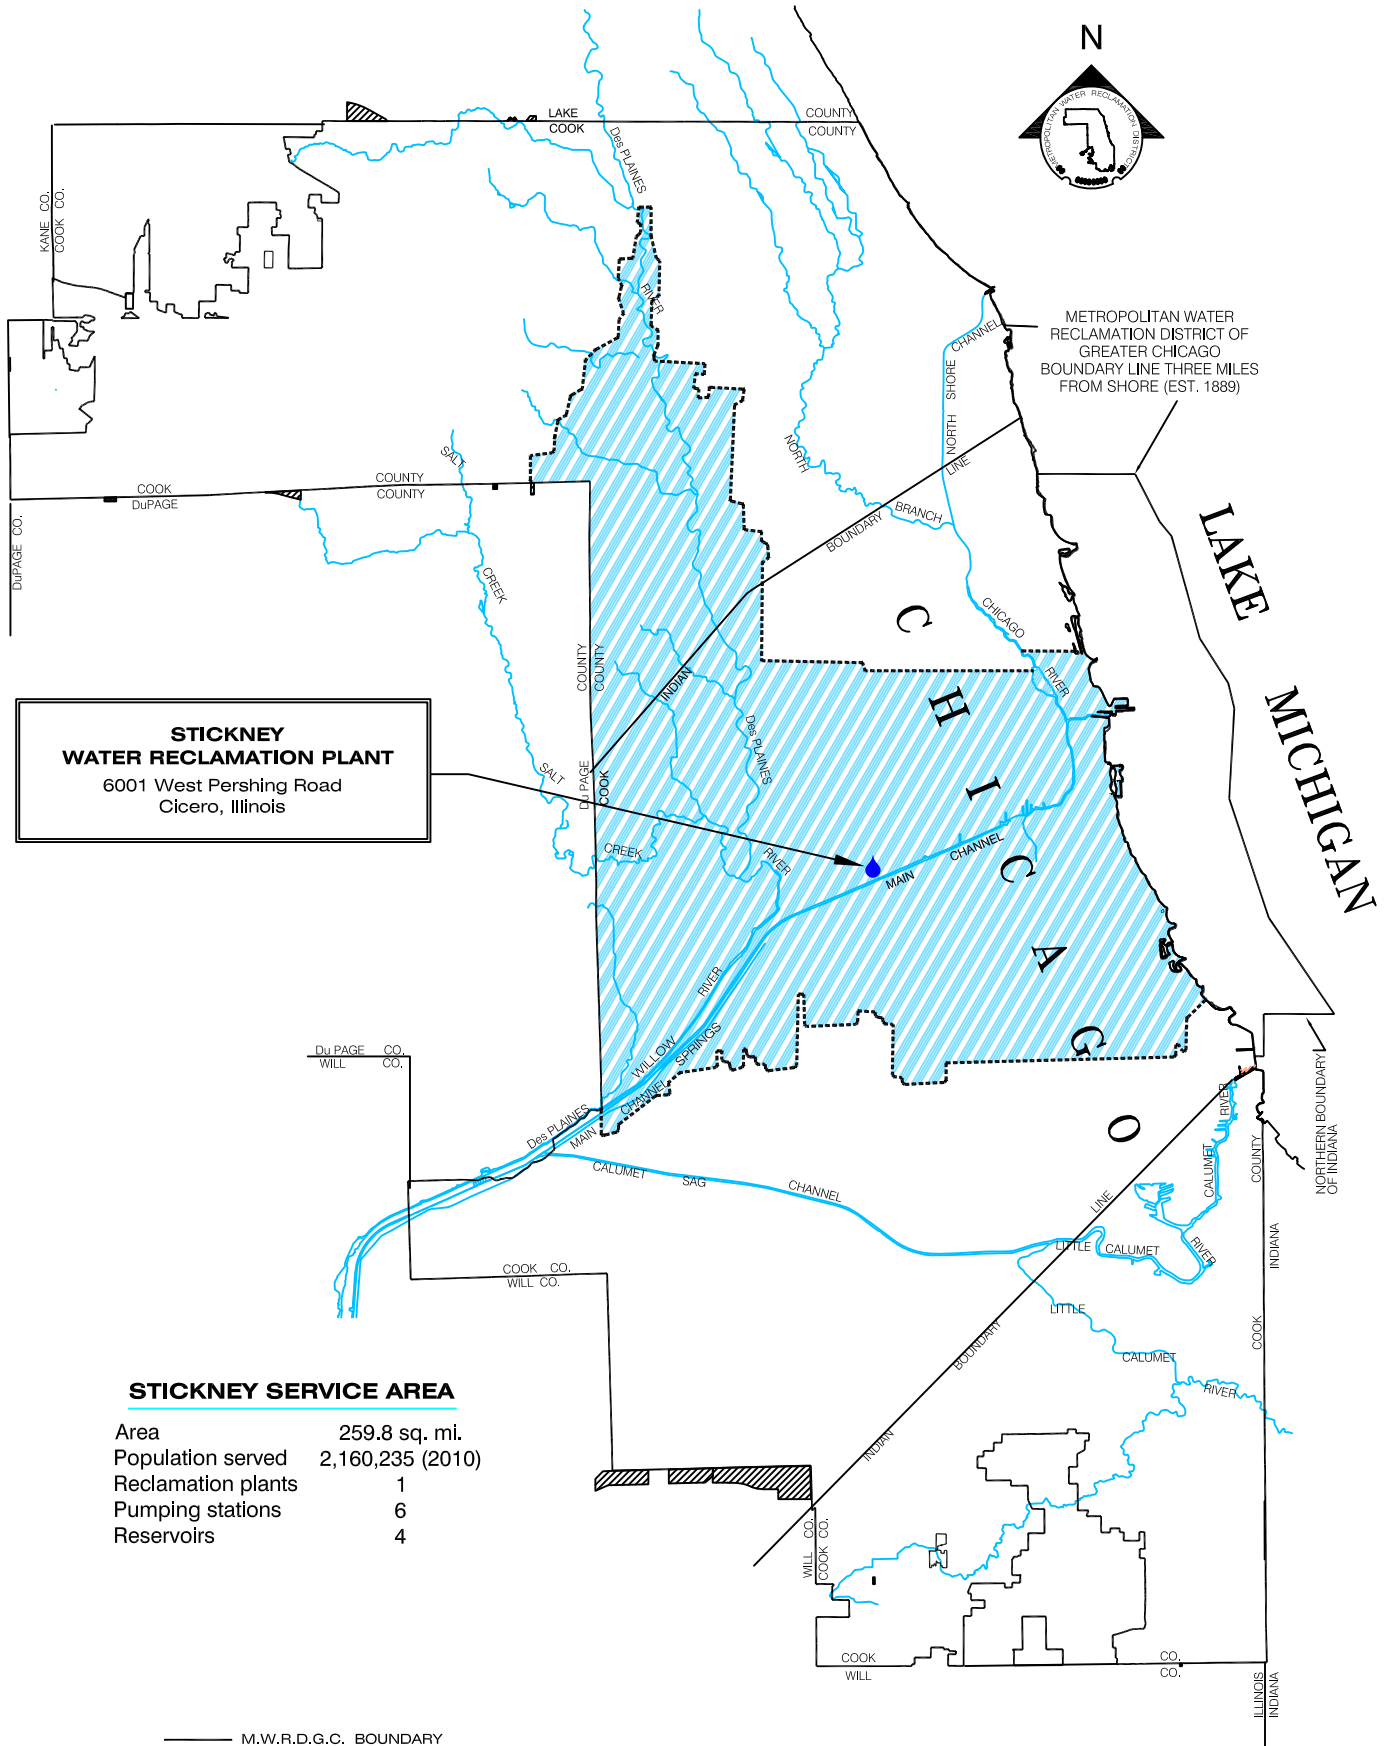 N
METROPOLITAN WATER RECLAMATION DISTRICT
LAKE
COOK
COUNTY
COUNTY
Des PLAINES
RIVER
KANE CO.
COOK CO.
METROPOLITAN WATER
RECLAMATION DISTRICT OF
GREATER CHICAGO
BOUNDARY LINE THREE MILES
FROM SHORE (EST. 1889)
CHANNEL
NORTH SHORE
NORTH
BRANCH
BOUNDARY
LINE
SALT
CREEK
COOK
DuPAGE
COUNTY
COUNTY
DuPAGE CO.
LAKE
MICHIGAN
CHICAGO
RIVER
COUNTY
COUNTY
INDIAN
Des PLAINES
C
H
I
C
A
G
O
STICKNEY
WATER RECLAMATION PLANT
6001 West Pershing Road
Cicero, Illinois
SALT
CREEK
Du PAGE
COOK
RIVER
MAIN
CHANNEL
RIVER
WILLOW
SPRINGS
CHANNEL
Des PLAINES
MAIN
Du PAGE CO.
WILL CO.
CALUMET
SAG
CHANNEL
RIVER
CALUMET
COUNTY
NORTHERN BOUNDARY
OF INDIANA
LINE
LITTLE
CALUMET
RIVER
INDIANA
COOK
COOK CO.
WILL CO.
LITTLE
CALUMET
RIVER
BOUNDARY
INDIAN
STICKNEY SERVICE AREA
Area 259.8 sq. mi.
Population served 2,160,235 (2010)
Reclamation plants 1
Pumping stations 6
Reservoirs 4
WILL CO.
COOK CO.
COOK
WILL
CO.
CO.
ILLINOIS
INDIANA
M.W.R.D.G.C. BOUNDARY